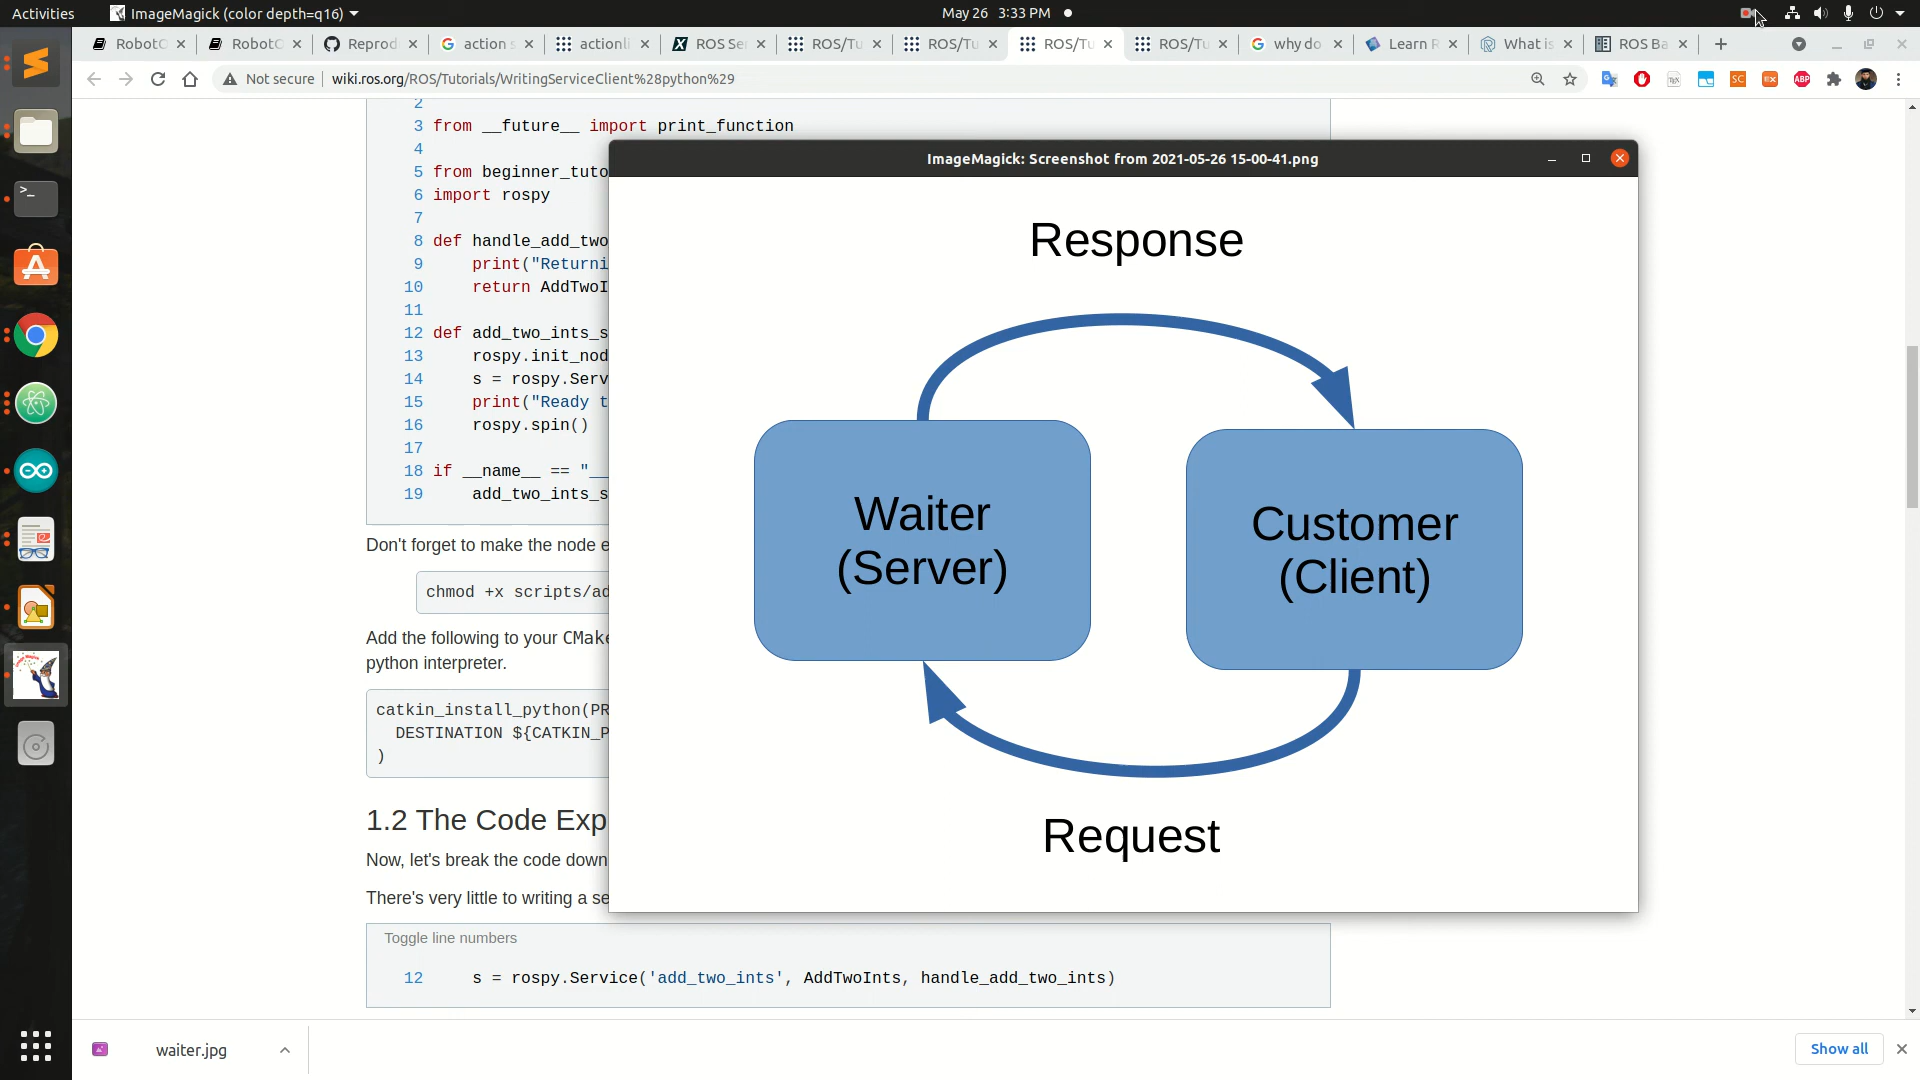 Activities
ImageMagick (color depth=q16)
May 26 3:33 PM
RobotC
RobotC
Reprod
action s
actionl
ROS Se
ROS/Tu
ROS/Tu
ROS/Tu
ROS/Tu
why do
Learn R
What is
ROS Ba
Not secure
wiki.ros.org/ROS/Tutorials/WritingServiceClient%28python%29
2
3 from __future__ import print_function
4
5 from beginner_tuto
6 import rospy
7
8 def handle_add_two
9 print("Returni
10 return AddTwoI
11
12 def add_two_ints_s
13 rospy.init_nod
14 s = rospy.Serv
15 print("Ready t
16 rospy.spin()
17
18 if __name__ == "__
19 add_two_ints_s
Don't forget to make the node e
chmod +x scripts/ad
Add the following to your CMake
python interpreter.
catkin_install_python(PR
DESTINATION ${CATKIN_P
)
1.2 The Code Exp
Now, let's break the code down
There's very little to writing a se
Toggle line numbers
12 s = rospy.Service('add_two_ints', AddTwoInts, handle_add_two_ints)
ImageMagick: Screenshot from 2021-05-26 15-00-41.png
Response
Waiter
(Server)
Customer
(Client)
Request
waiter.jpg
Show all